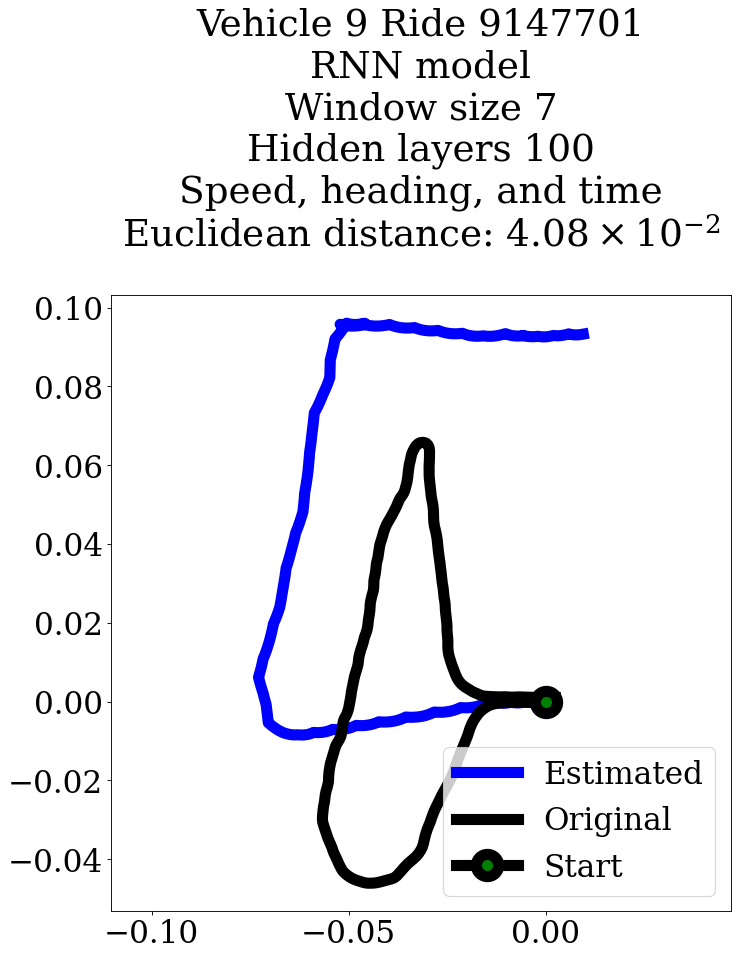 Vehicle 9 Ride 9147701
RNN model
Window size 7
Hidden layers 100
Speed, heading, and time
Euclidean distance: 4.08 × 10⁻²
0.10
0.08
0.06
0.04
0.02
0.00
−0.02
−0.04
−0.10
−0.05
0.00
Estimated
Original
Start